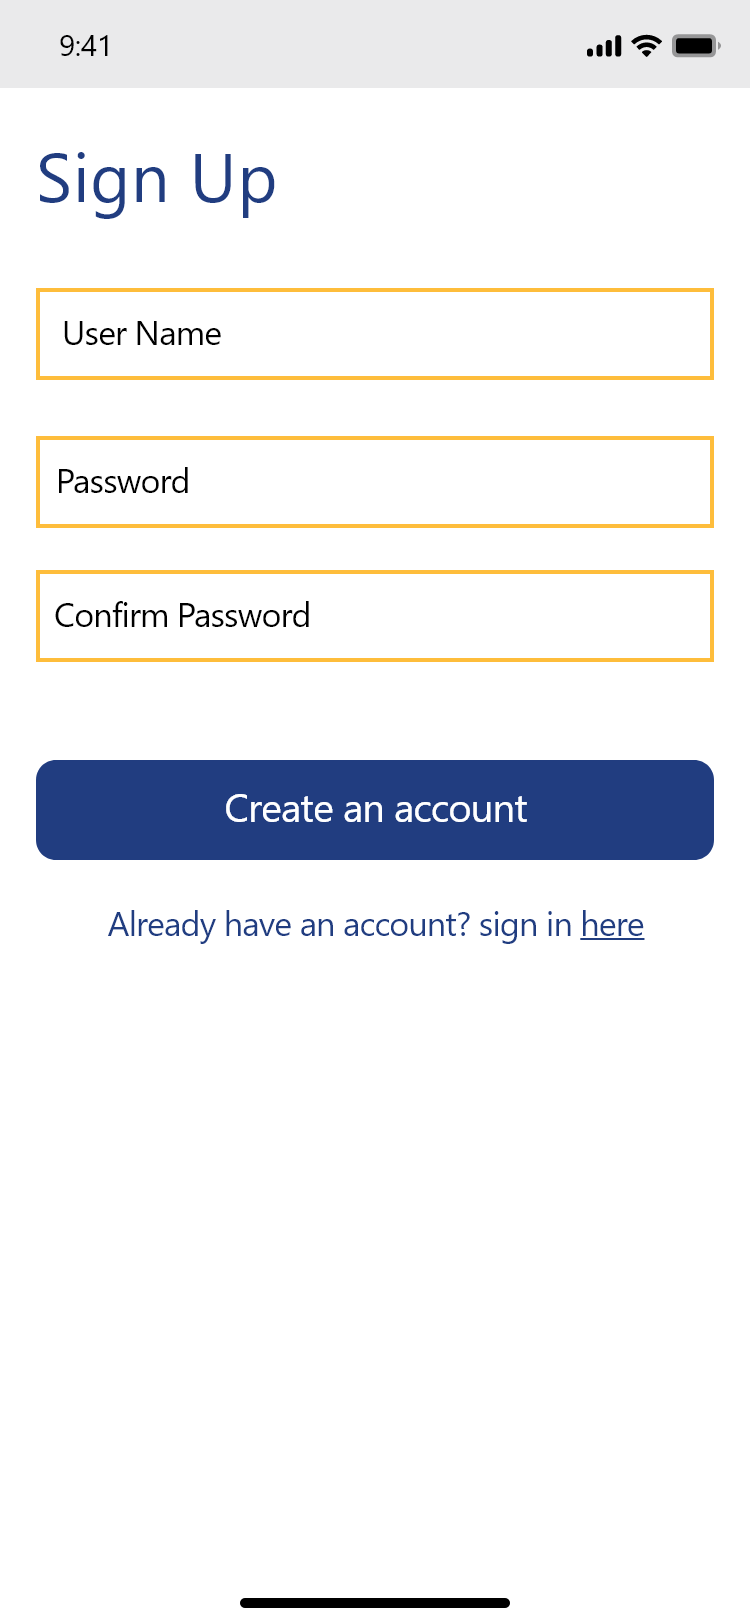 9:41
Sign Up
User Name
Password
Confirm Password
Create an account
Already have an account? sign in here